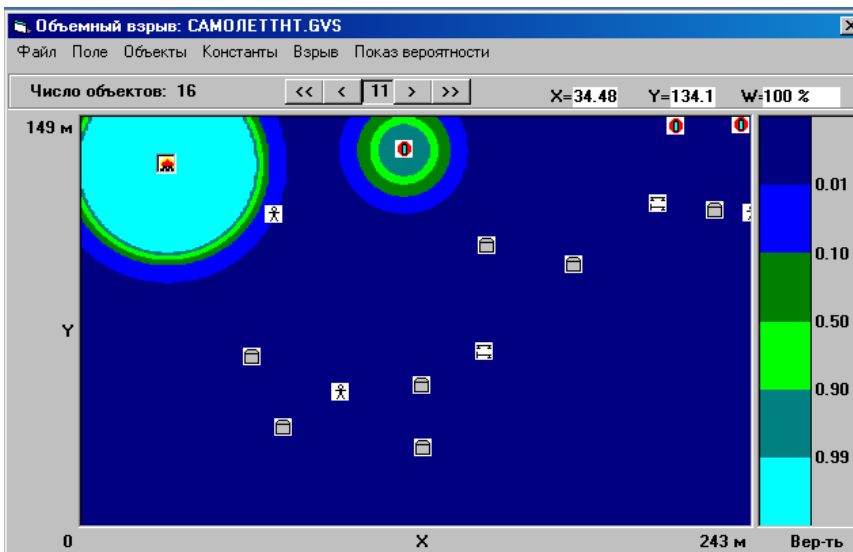 Объемный взрыв: САМОЛЕТТНТ.GVS
Файл Поле Объекты Константы Взрыв Показ вероятности
Число объектов: 16 << < 11 > >> X=34.48 Y=134.1 W=100 %
149 м
0.01
0.10
Y
0.50
0.90
0.99
0 X 243 м Вер-ть